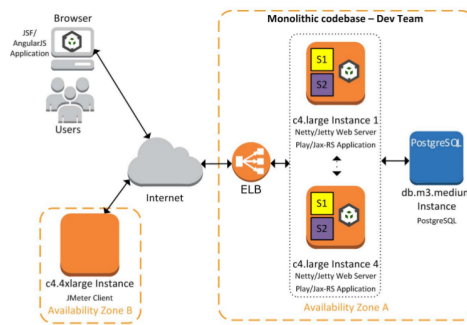 Browser
JSF/
AngularJS
Application
Users
Internet
c4.4xlarge Instance
JMeter Client
Availability Zone B
Monolithic codebase – Dev Team
S1
S2
c4.large Instance 1
Netty/Jetty Web Server
Play/Jax-RS Application
ELB
S1
S2
c4.large Instance 4
Netty/Jetty Web Server
Play/Jax-RS Application
PostgreSQL
db.m3.medium
Instance
PostgreSQL
Availability Zone A